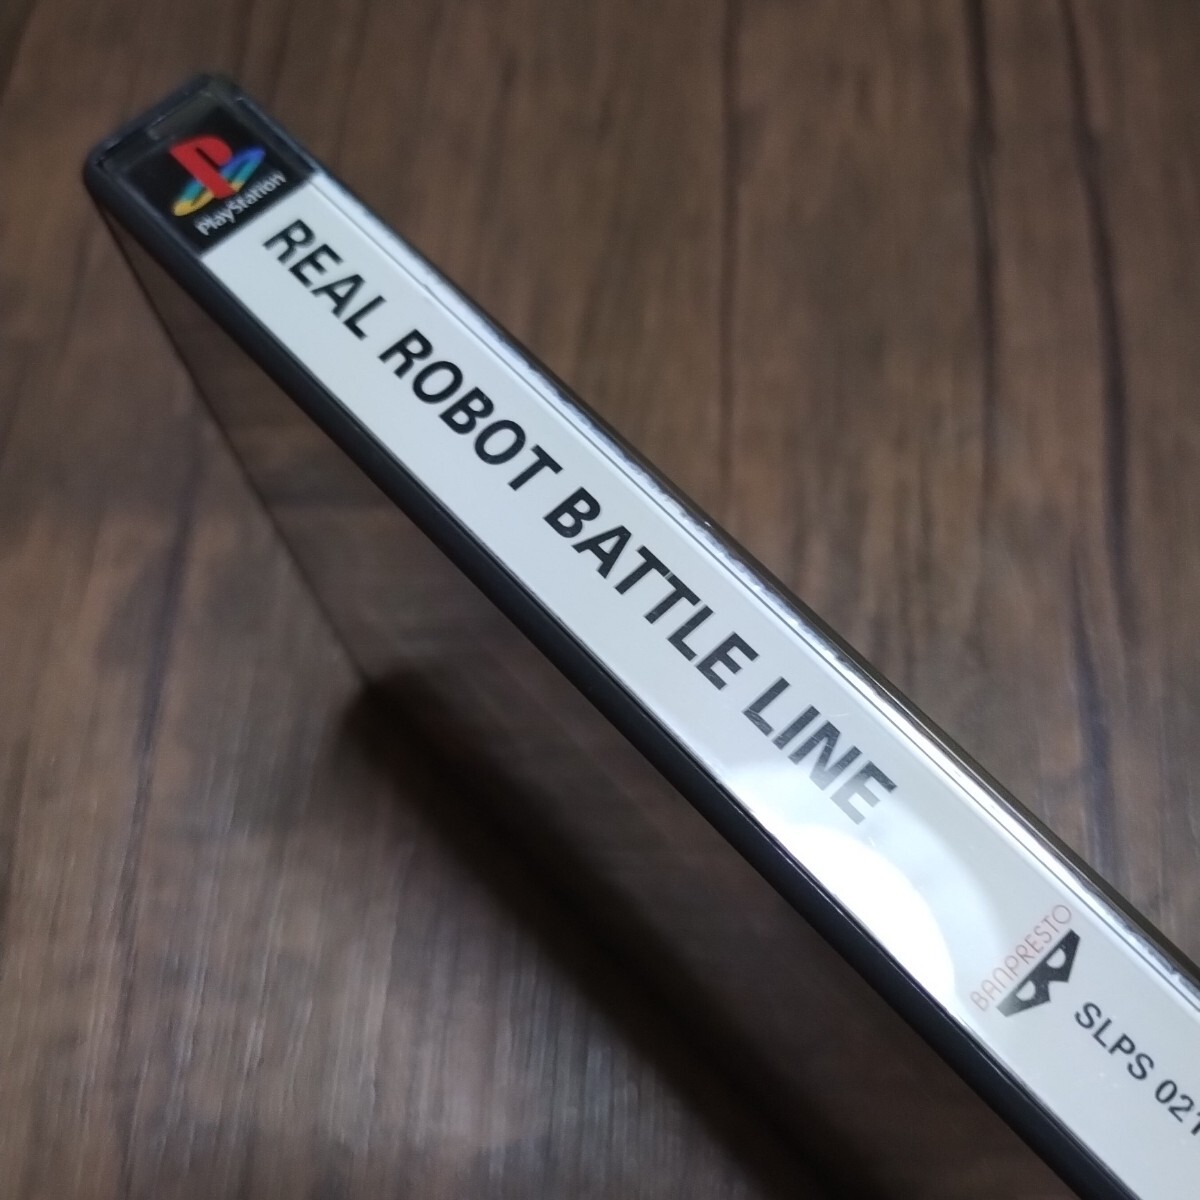 PlayStation
REAL ROBOT BATTLE LINE
BANPRESTO
SLPS 021